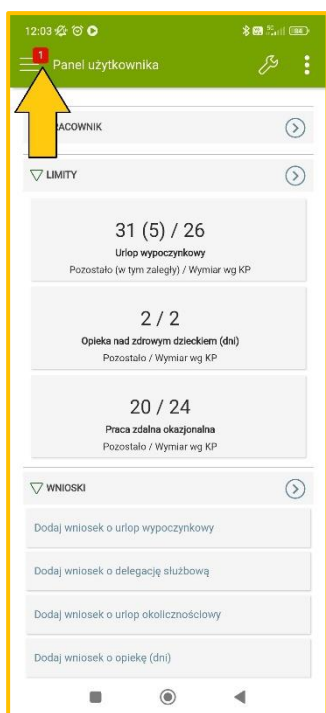 12:03
1
Panel użytkownika
ACOWNIK
LIMITY
31 (5) / 26
Urlop wypoczynkowy
Pozostało (w tym zaległy) / Wymiar wg KP
2 / 2
Opieka nad zdrowym dzieckiem (dni)
Pozostało / Wymiar wg KP
20 / 24
Praca zdalna okazjonalna
Pozostało / Wymiar wg KP
WNIOSKI
Dodaj wniosek o urlop wypoczynkowy
Dodaj wniosek o delegację służbową
Dodaj wniosek o urlop okolicznościowy
Dodaj wniosek o opiekę (dni)